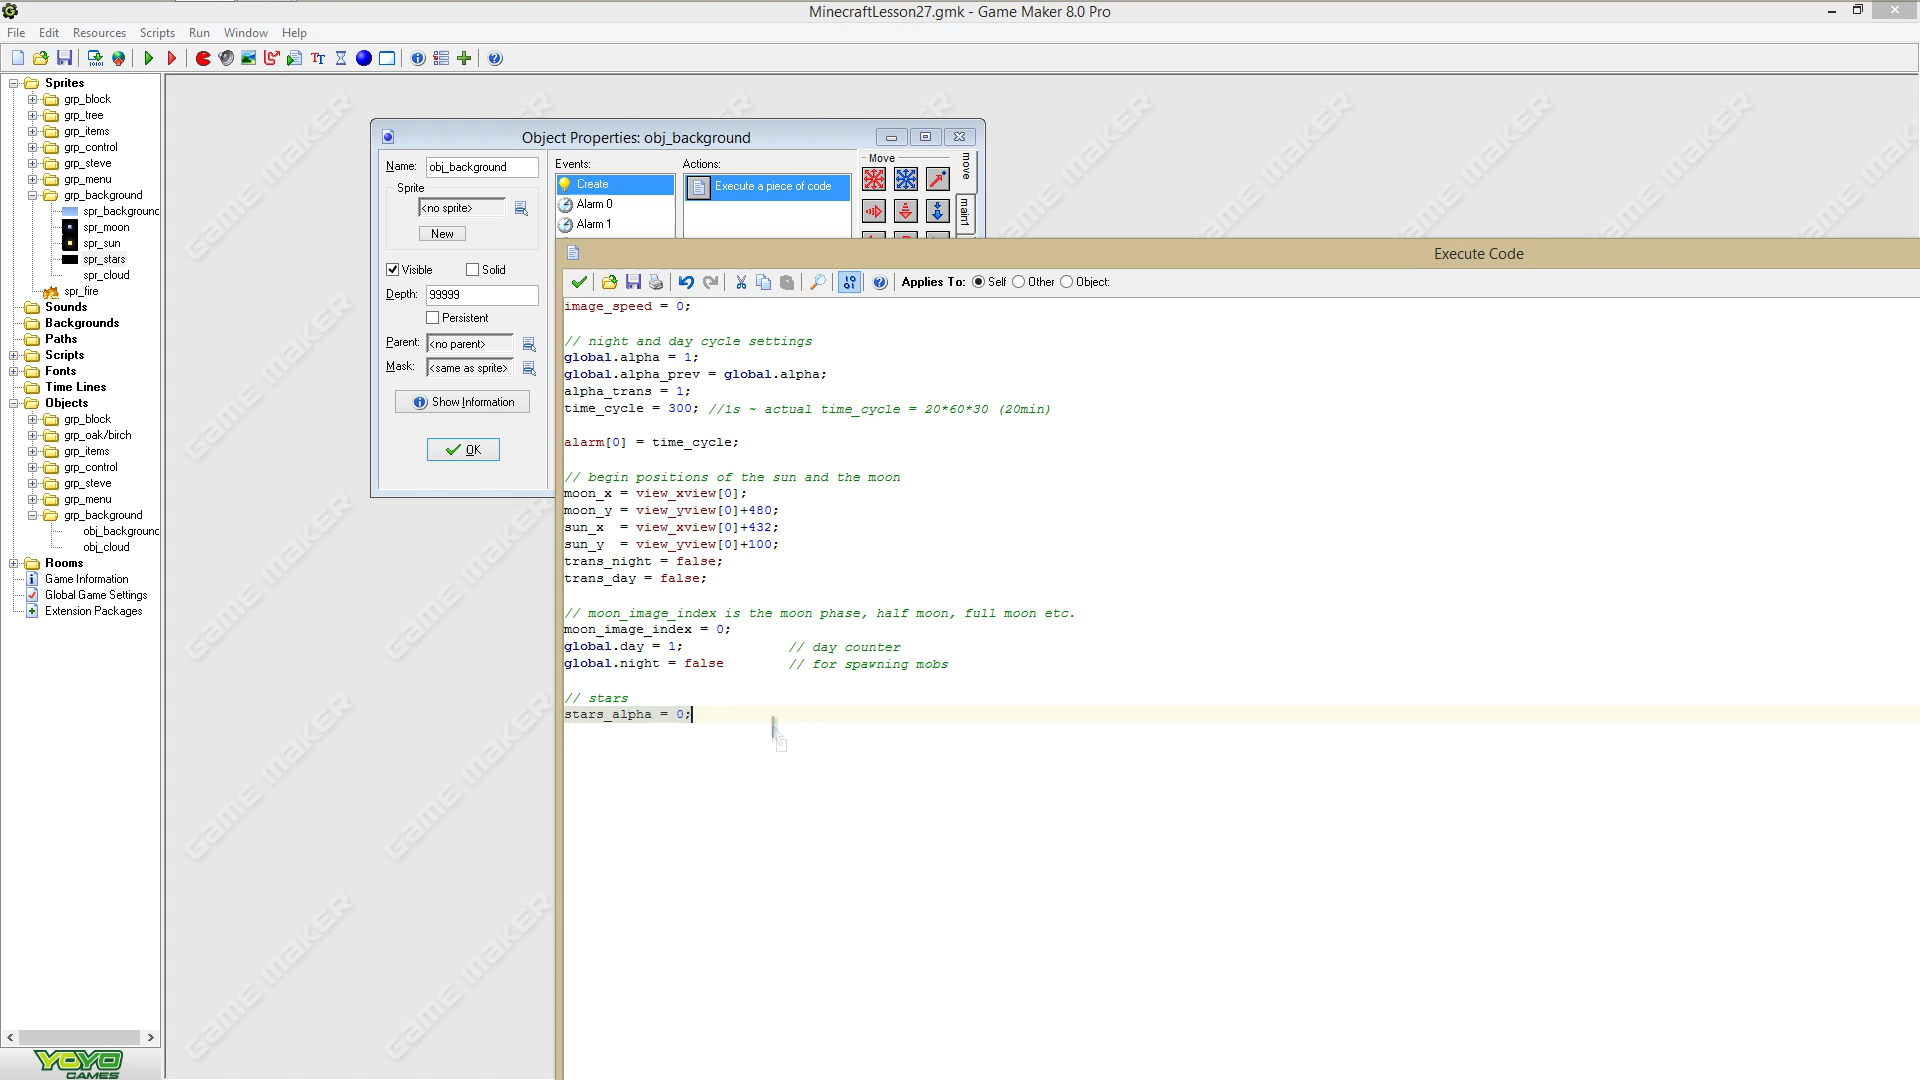 MinecraftLesson27.gmk - Game Maker 8.0 Pro
File Edit Resources Scripts Run Window Help
Sprites
grp_block
grp_tree
grp_items
grp_control
grp_steve
grp_menu
grp_background
spr_background
spr_moon
spr_sun
spr_stars
spr_cloud
spr_fire
Sounds
Backgrounds
Paths
Scripts
Fonts
Time Lines
Objects
grp_block
grp_oak/birch
grp_items
grp_control
grp_steve
grp_menu
grp_background
obj_background
obj_cloud
Rooms
Game Information
Global Game Settings
Extension Packages
YOYO
GAMES
Object Properties: obj_background
Name: obj_background
Sprite
<no sprite>
New
Visible Solid
Depth: 99999
Persistent
Parent: <no parent>
Mask: <same as sprite>
Show Information
OK
Events:
Create
Alarm 0
Alarm 1
Actions:
Execute a piece of code
Move
move
main1
Execute Code
Applies To: Self Other Object:
image_speed = 0;
// night and day cycle settings
global.alpha = 1;
global.alpha_prev = global.alpha;
alpha_trans = 1;
time_cycle = 300; //1s ~ actual time_cycle = 20*60*30 (20min)
alarm[0] = time_cycle;
// begin positions of the sun and the moon
moon_x = view_xview[0];
moon_y = view_yview[0]+480;
sun_x = view_xview[0]+432;
sun_y = view_yview[0]+100;
trans_night = false;
trans_day = false;
// moon_image_index is the moon phase, half moon, full moon etc.
moon_image_index = 0;
global.day = 1; // day counter
global.night = false // for spawning mobs
// stars
stars_alpha = 0;
GAME MAKER